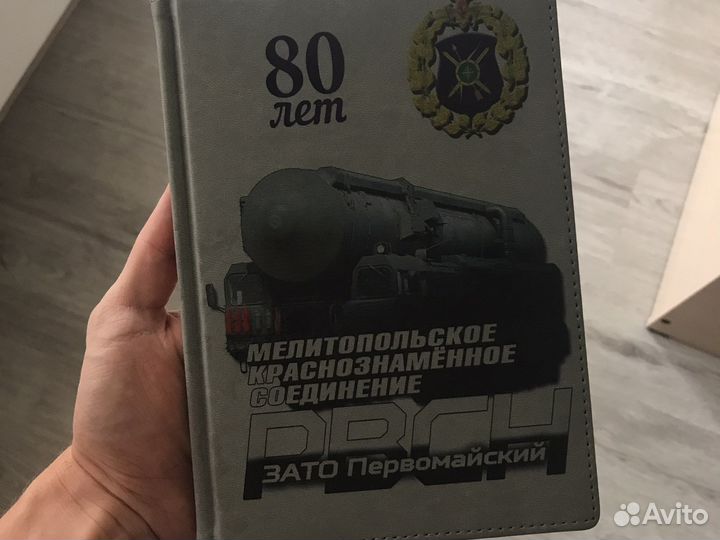 80
лет
МЕЛИТОПОЛЬСКОЕ
КРАСНОЗНАМЁННОЕ
СОЕДИНЕНИЕ
РВСН
ЗАТО Первомайский
Avito